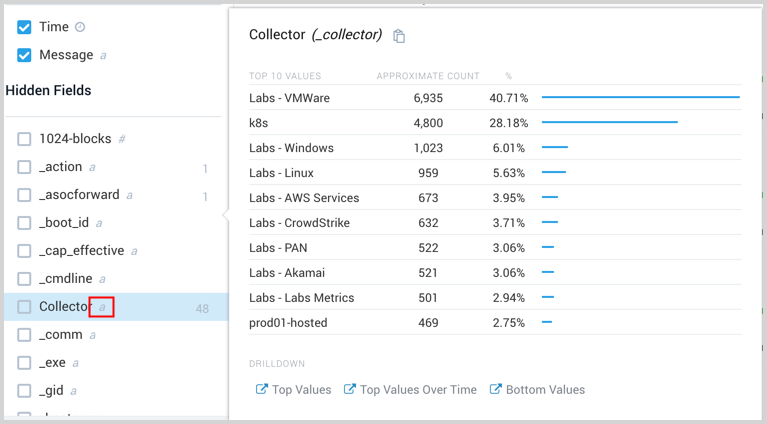 Time
Message a
Hidden Fields
1024-blocks #
_action a 1
_asocforward a 1
_boot_id a
_cap_effective a
_cmdline a
Collector a 48
_comm a
_exe a
_gid a
Collector (_collector)
TOP 10 VALUES APPROXIMATE COUNT %
Labs - VMWare 6,935 40.71%
k8s 4,800 28.18%
Labs - Windows 1,023 6.01%
Labs - Linux 959 5.63%
Labs - AWS Services 673 3.95%
Labs - CrowdStrike 632 3.71%
Labs - PAN 522 3.06%
Labs - Akamai 521 3.06%
Labs - Labs Metrics 501 2.94%
prod01-hosted 469 2.75%
DRILLDOWN
Top Values Top Values Over Time Bottom Values